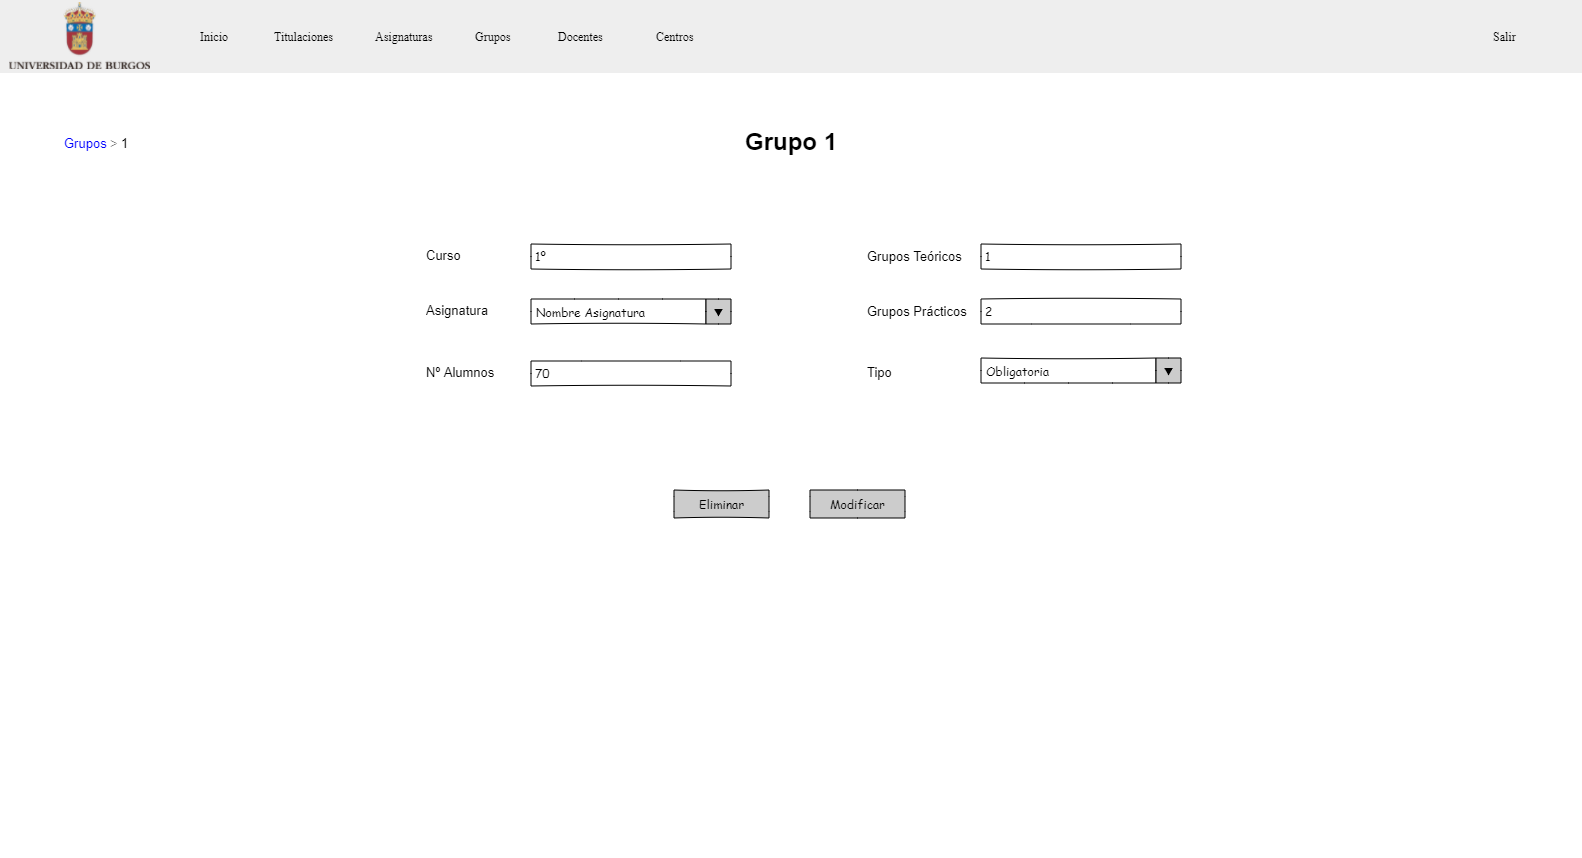 Inicio Titulaciones Asignaturas Grupos Docentes Centros Salir
UNIVERSIDAD DE BURGOS
Grupos > 1
Grupo 1
Curso 1º Grupos Teóricos 1
Asignatura Nombre Asignatura ▼ Grupos Prácticos 2
Nº Alumnos 70 Tipo Obligatoria ▼
Eliminar Modificar